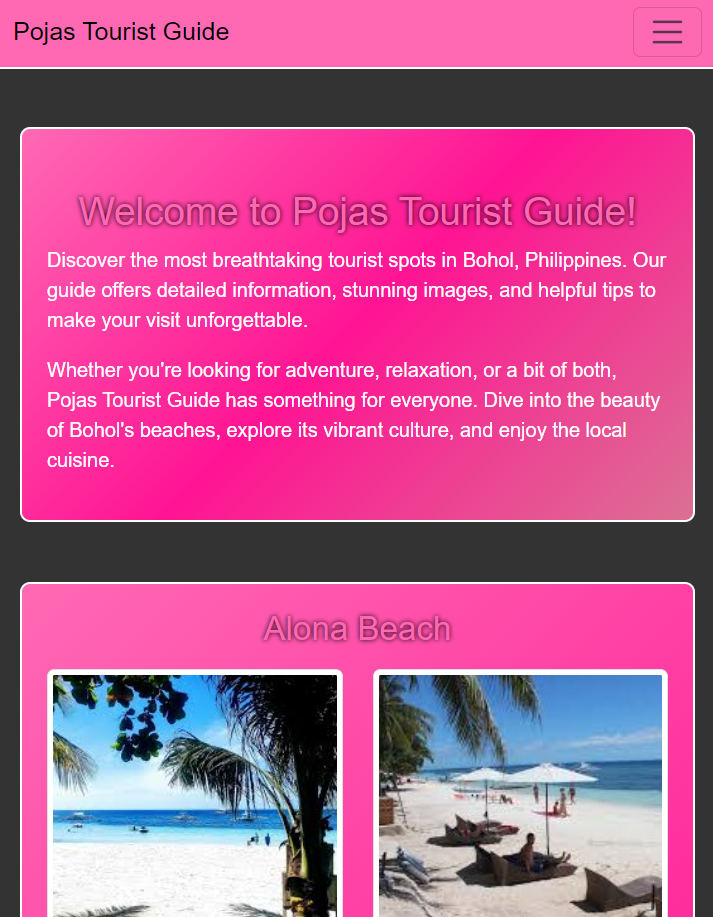 Pojas Tourist Guide
Welcome to Pojas Tourist Guide!
Discover the most breathtaking tourist spots in Bohol, Philippines. Our
guide offers detailed information, stunning images, and helpful tips to
make your visit unforgettable.
Whether you're looking for adventure, relaxation, or a bit of both,
Pojas Tourist Guide has something for everyone. Dive into the beauty
of Bohol's beaches, explore its vibrant culture, and enjoy the local
cuisine.
Alona Beach